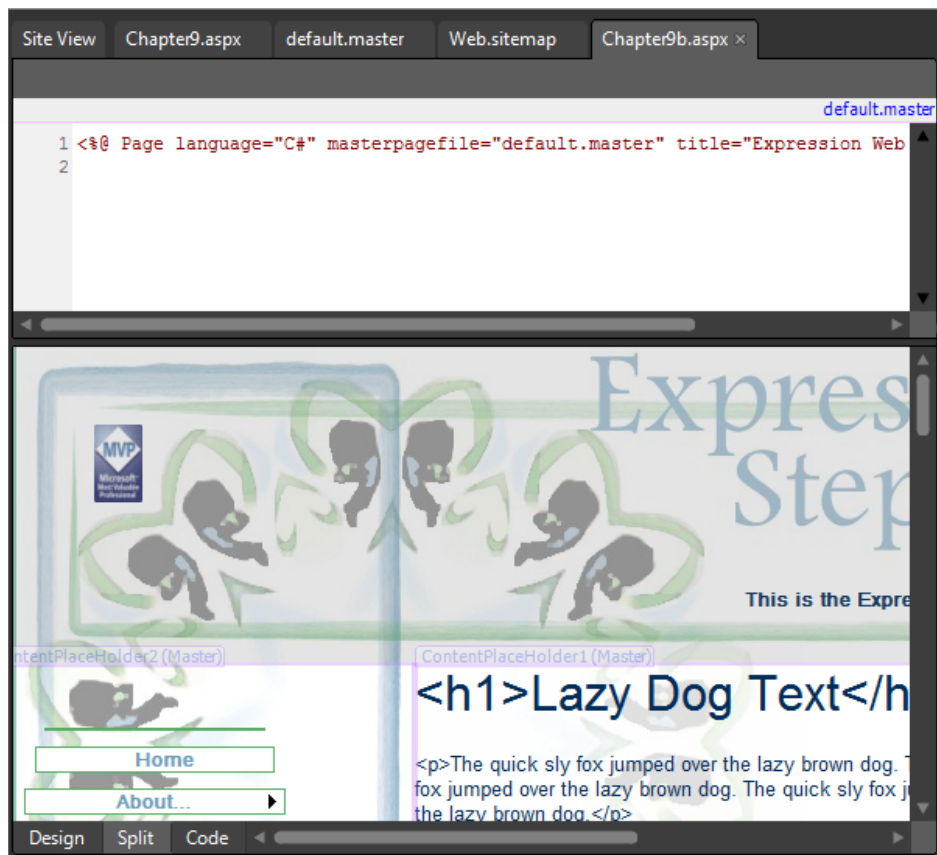 Site View Chapter9.aspx default.master Web.sitemap Chapter9b.aspx ×
default.master
1 <%@ Page language="C#" masterpagefile="default.master" title="Expression Web
2
Expres
Step
MVP
Microsoft
Most Valuable
Professional
This is the Expre
ntentPlaceHolder2 (Master) ContentPlaceHolder1 (Master)
<h1>Lazy Dog Text</h
Home
<p>The quick sly fox jumped over the lazy brown dog. T
fox jumped over the lazy brown dog. The quick sly fox j
About...
the lazy brown dog.</p>
Design Split Code